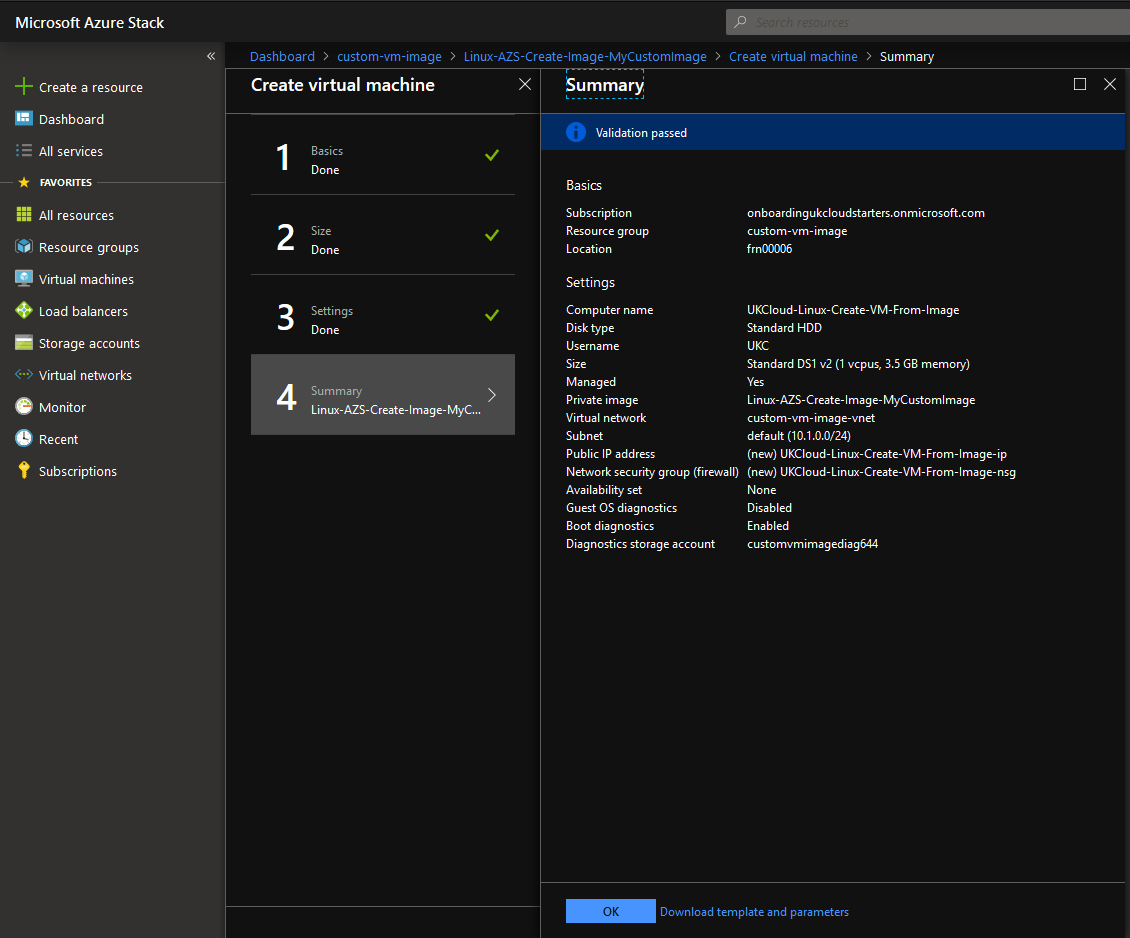 Microsoft Azure Stack
Search resources
«
Dashboard > custom-vm-image > Linux-AZS-Create-Image-MyCustomImage > Create virtual machine > Summary
Create a resource
Dashboard
All services
FAVORITES
All resources
Resource groups
Virtual machines
Load balancers
Storage accounts
Virtual networks
Monitor
Recent
Subscriptions
Create virtual machine
1 Basics
Done
2 Size
Done
3 Settings
Done
4 Summary
Linux-AZS-Create-Image-MyC...
Summary
Validation passed
Basics
Subscription onboardingukcloudstarters.onmicrosoft.com
Resource group custom-vm-image
Location frn00006
Settings
Computer name UKCloud-Linux-Create-VM-From-Image
Disk type Standard HDD
Username UKC
Size Standard DS1 v2 (1 vcpus, 3.5 GB memory)
Managed Yes
Private image Linux-AZS-Create-Image-MyCustomImage
Virtual network custom-vm-image-vnet
Subnet default (10.1.0.0/24)
Public IP address (new) UKCloud-Linux-Create-VM-From-Image-ip
Network security group (firewall) (new) UKCloud-Linux-Create-VM-From-Image-nsg
Availability set None
Guest OS diagnostics Disabled
Boot diagnostics Enabled
Diagnostics storage account customvmimagediag644
OK Download template and parameters